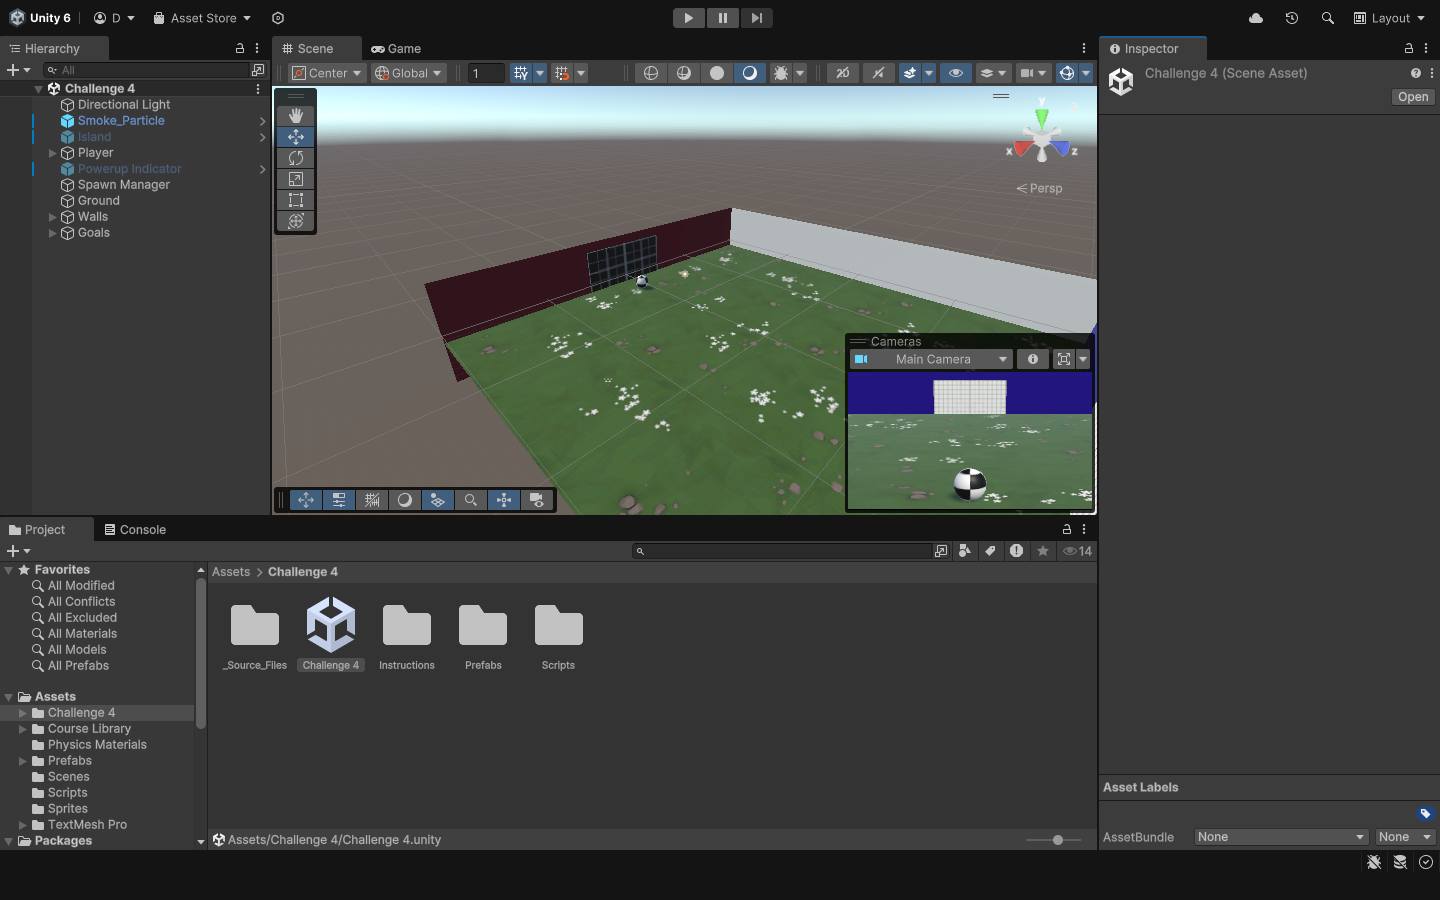 Unity 6
D
Asset Store
Layout
Hierarchy
Scene
Game
Inspector
All
Center
Global
1
2D
Challenge 4 (Scene Asset)
Open
Challenge 4
Directional Light
Smoke_Particle
Island
Player
Powerup Indicator
Spawn Manager
Ground
Walls
Goals
y
x
z
Persp
Cameras
Main Camera
Project
Console
14
Favorites
All Modified
All Conflicts
All Excluded
All Materials
All Models
All Prefabs
Assets
Challenge 4
Course Library
Physics Materials
Prefabs
Scenes
Scripts
Sprites
TextMesh Pro
Packages
Assets > Challenge 4
_Source_Files
Challenge 4
Instructions
Prefabs
Scripts
Assets/Challenge 4/Challenge 4.unity
Asset Labels
AssetBundle
None
None